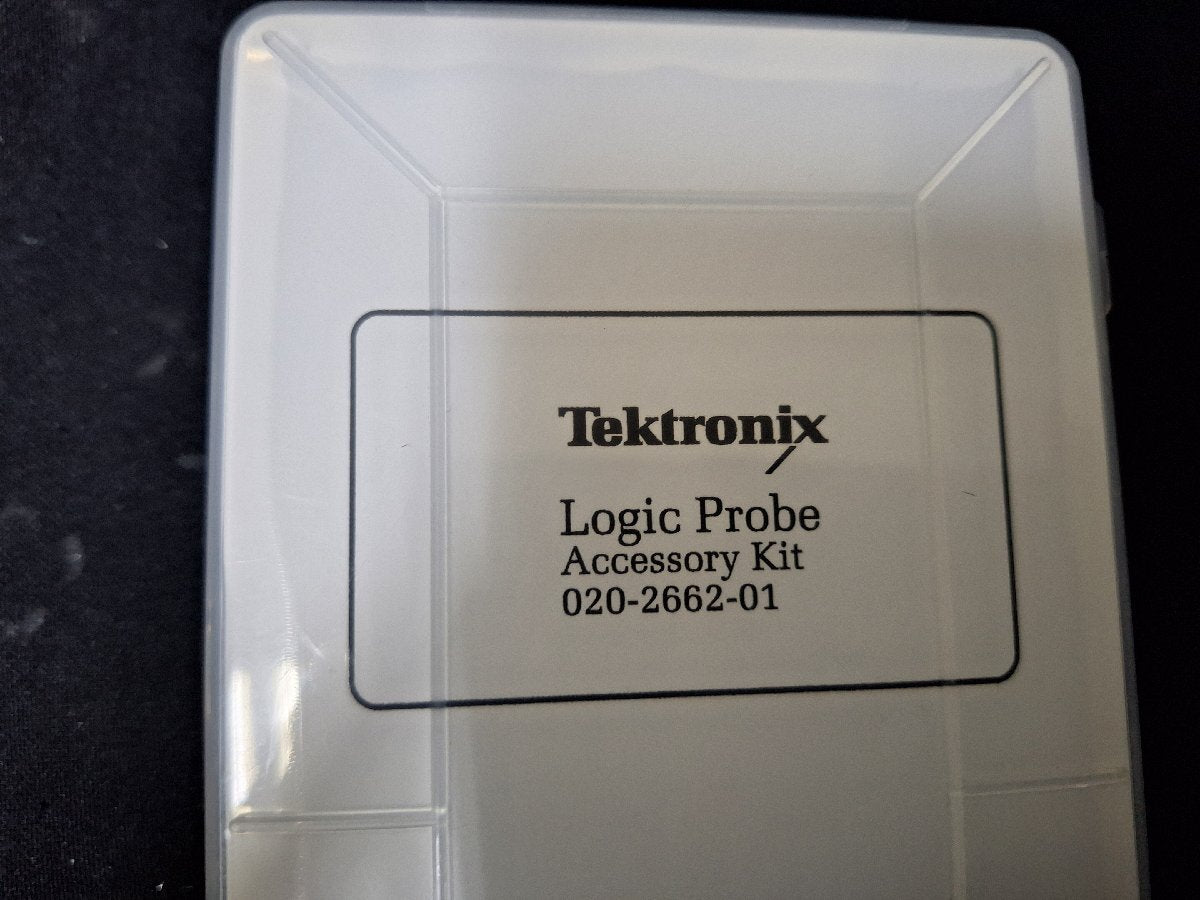 Tektronix
Logic Probe
Accessory Kit
020-2662-01